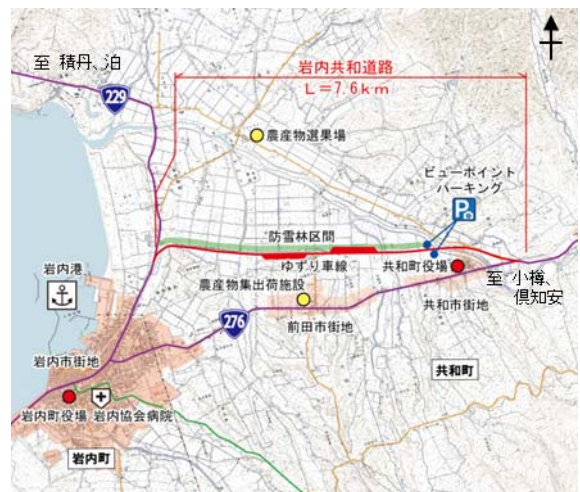 至 積丹、泊
229
岩内共和道路
L=7.6km
農産物選果場
ビューポイント
パーキング
P
防雪林区間
ゆずり車線
共和町役場
至 小樽、
倶知安
岩内港
農産物集出荷施設
共和市街地
276
前田市街地
岩内市街地
共和町
岩内町役場
岩内協会病院
岩内町